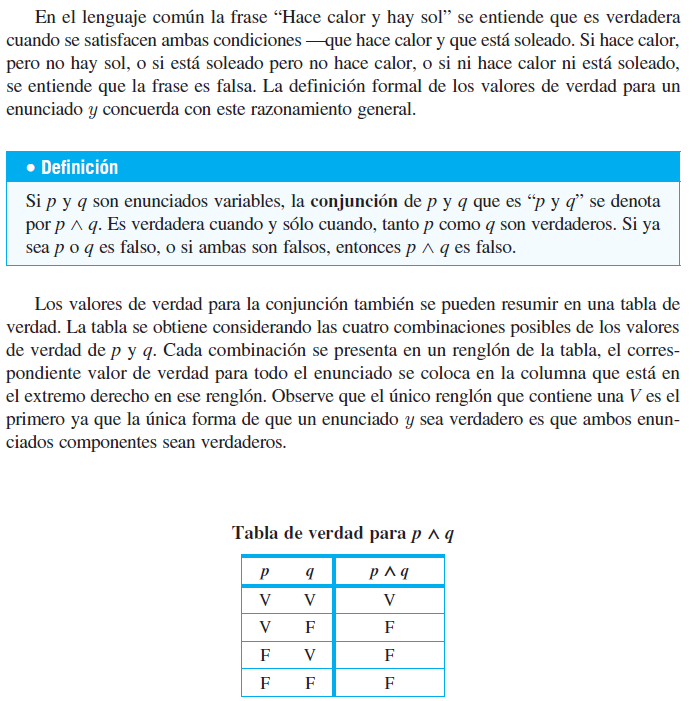 En el lenguaje común la frase “Hace calor y hay sol” se entiende que es verdadera
cuando se satisfacen ambas condiciones —que hace calor y que está soleado. Si hace calor,
pero no hay sol, o si está soleado pero no hace calor, o si ni hace calor ni está soleado,
se entiende que la frase es falsa. La definición formal de los valores de verdad para un
enunciado y concuerda con este razonamiento general.
• Definición
Si p y q son enunciados variables, la conjunción de p y q que es “p y q” se denota
por p ∧ q. Es verdadera cuando y sólo cuando, tanto p como q son verdaderos. Si ya
sea p o q es falso, o si ambas son falsos, entonces p ∧ q es falso.
Los valores de verdad para la conjunción también se pueden resumir en una tabla de
verdad. La tabla se obtiene considerando las cuatro combinaciones posibles de los valores
de verdad de p y q. Cada combinación se presenta en un renglón de la tabla, el corres-
pondiente valor de verdad para todo el enunciado se coloca en la columna que está en
el extremo derecho en ese renglón. Observe que el único renglón que contiene una V es el
primero ya que la única forma de que un enunciado y sea verdadero es que ambos enun-
ciados componentes sean verdaderos.
Tabla de verdad para p ∧ q
p q p ∧ q
V V V
V F F
F V F
F F F